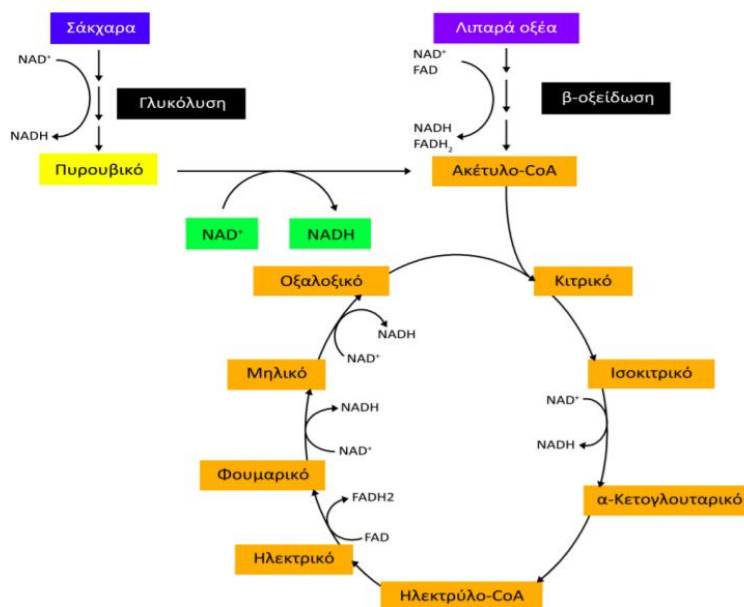 Σάκχαρα
Λιπαρά οξέα
NAD⁺
NAD⁺
FAD
Γλυκόλυση
β-οξείδωση
NADH
NADH
FADH₂
Πυρουβικό
Ακέτυλο-CoA
NAD⁺
NADH
Οξαλοξικό
Κιτρικό
NADH
NAD⁺
Μηλικό
Ισοκιτρικό
NADH
NAD⁺
NAD⁺
NADH
Φουμαρικό
α-Κετογλουταρικό
FADH2
FAD
Ηλεκτρικό
Ηλεκτρύλο-CoA